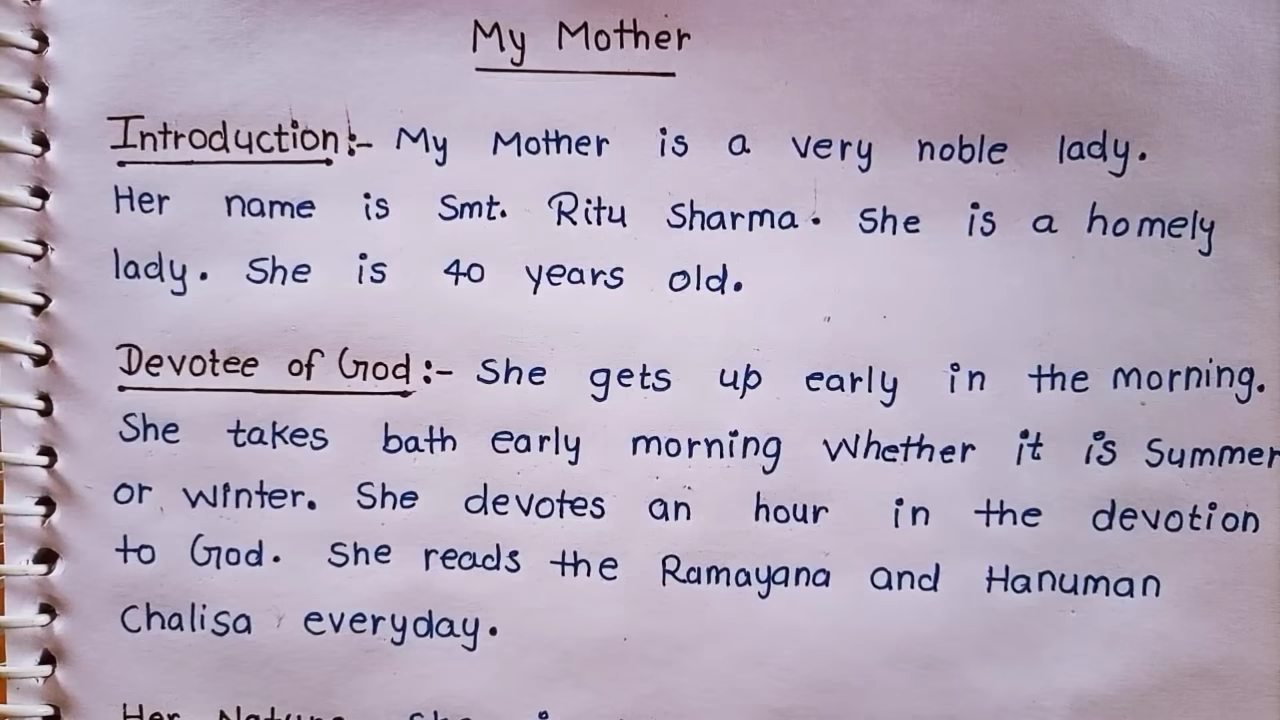 My Mother
Introduction:- My Mother is a very noble lady.
Her name is Smt. Ritu Sharma. She is a homely
lady. She is 40 years old.
Devotee of God:- She gets up early in the morning.
She takes bath early morning Whether it is Summer
or Winter. She devotes an hour in the devotion
to God. She reads the Ramayana and Hanuman
Chalisa everyday.
Her Nature